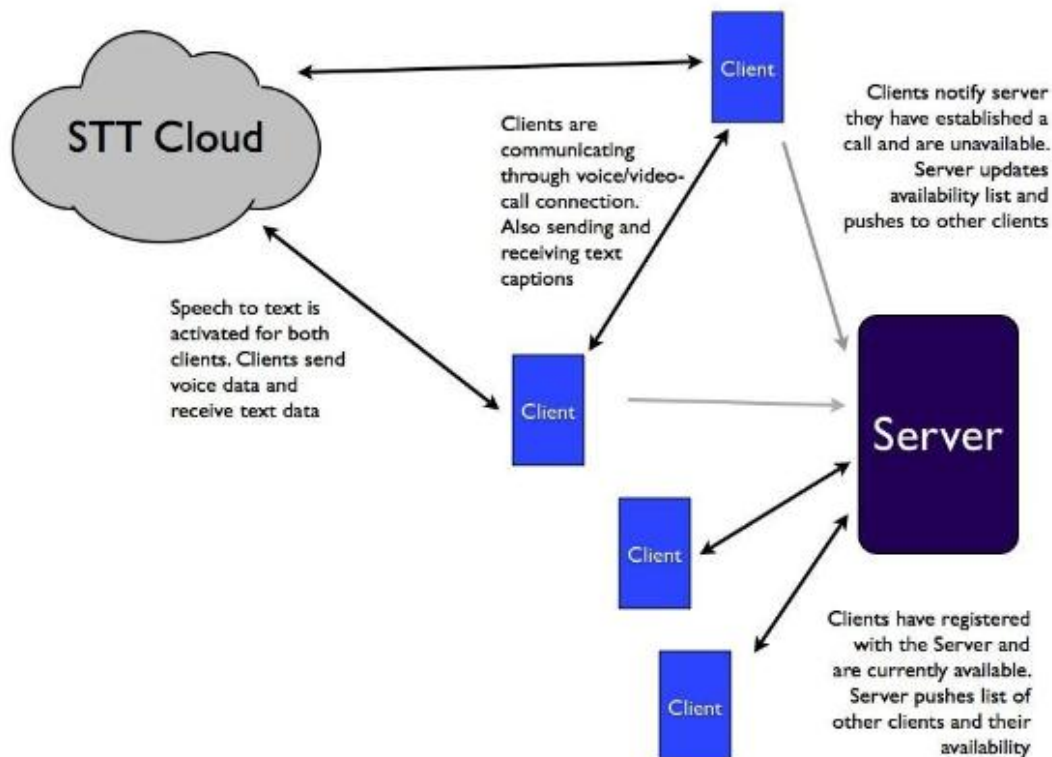 Client
STT Cloud
Clients are
communicating
through voice/video-
call connection.
Also sending and
receiving text
captions
Clients notify server
they have established a
call and are unavailable.
Server updates
availability list and
pushes to other clients
Speech to text is
activated for both
clients. Clients send
voice data and
receive text data
Client
Server
Client
Client
Clients have registered
with the Server and
are currently available.
Server pushes list of
other clients and their
availability